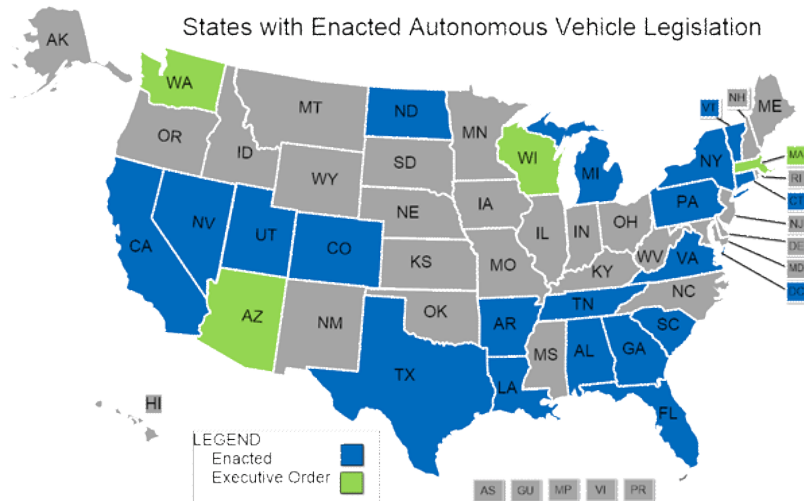 States with Enacted Autonomous Vehicle Legislation
AK
WA
MT
ND
MN
VT
NH
ME
OR
ID
WY
SD
WI
MI
NY
MA
RI
CT
NJ
DE
MD
DC
PA
NE
IA
IL
IN
OH
WV
VA
CA
NV
UT
CO
KS
MO
KY
NC
TN
SC
AZ
NM
OK
AR
MS
AL
GA
TX
LA
FL
HI
LEGEND
Enacted
Executive Order
AS GU MP VI PR